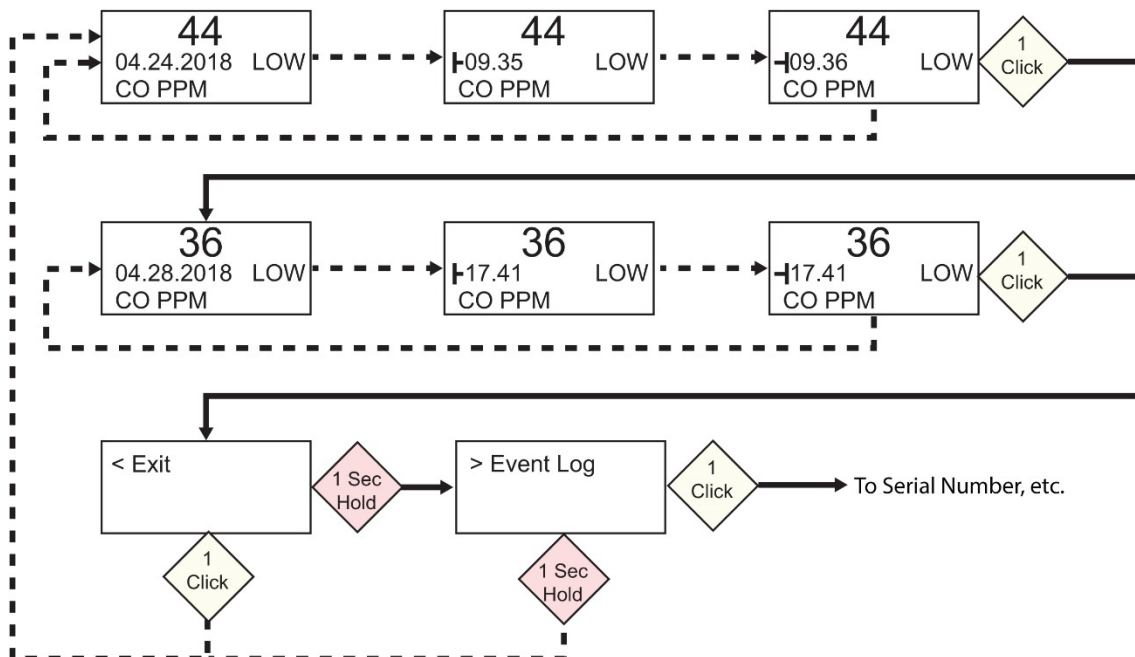 44
04.24.2018 LOW
CO PPM
44
09.35 LOW
CO PPM
44
09.36 LOW
CO PPM
1
Click
36
04.28.2018 LOW
CO PPM
36
17.41 LOW
CO PPM
36
17.41 LOW
CO PPM
1
Click
< Exit
1 Sec
Hold
> Event Log
1
Click
To Serial Number, etc.
1
Click
1 Sec
Hold